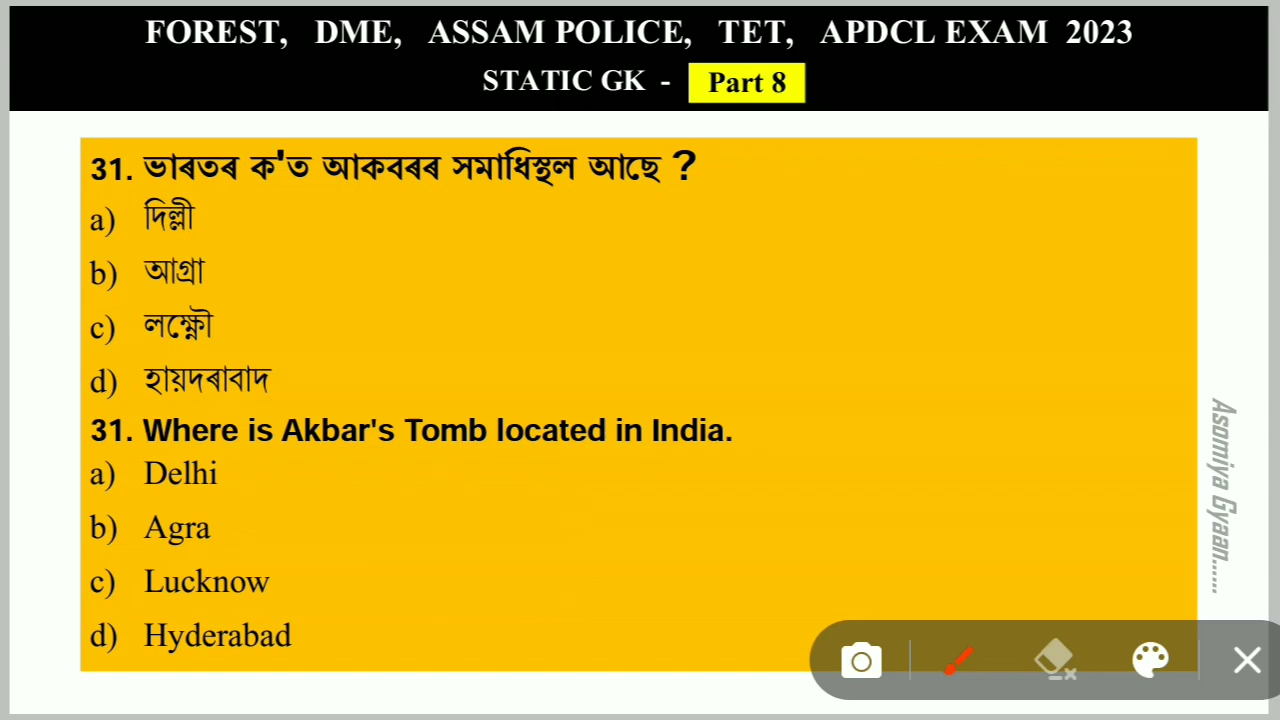 FOREST, DME, ASSAM POLICE, TET, APDCL EXAM 2023
STATIC GK - Part 8
31. ভাৰতৰ ক'ত আকবৰৰ সমাধিস্থল আছে ?
a) দিল্লী
b) আগ্ৰা
c) লক্ষ্ণৌ
d) হায়দৰাবাদ
31. Where is Akbar's Tomb located in India.
a) Delhi
b) Agra
c) Lucknow
d) Hyderabad
Asomiya Gyaan......